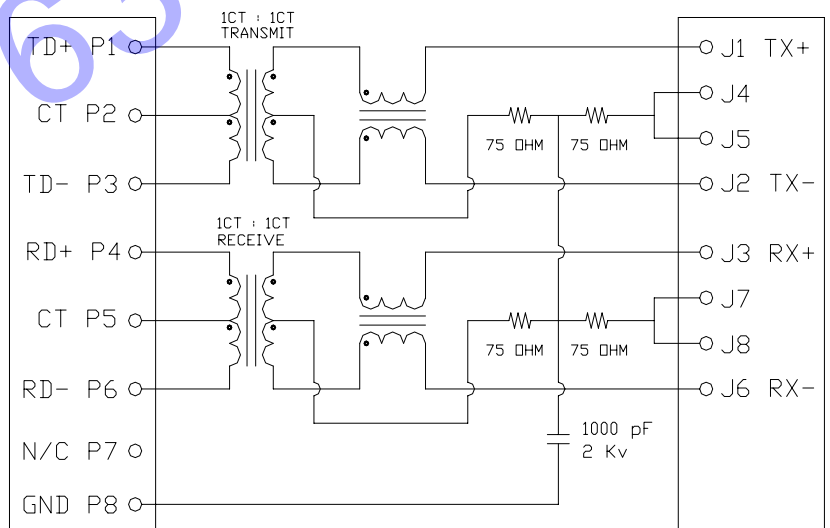 1CT : 1CT
TRANSMIT
TD+ P1
J1 TX+
J4
CT P2
75 OHM
75 OHM
J5
TD- P3
J2 TX-
1CT : 1CT
RECEIVE
RD+ P4
J3 RX+
J7
CT P5
75 OHM
75 OHM
J8
RD- P6
J6 RX-
1000 pF
2 Kv
N/C P7
GND P8